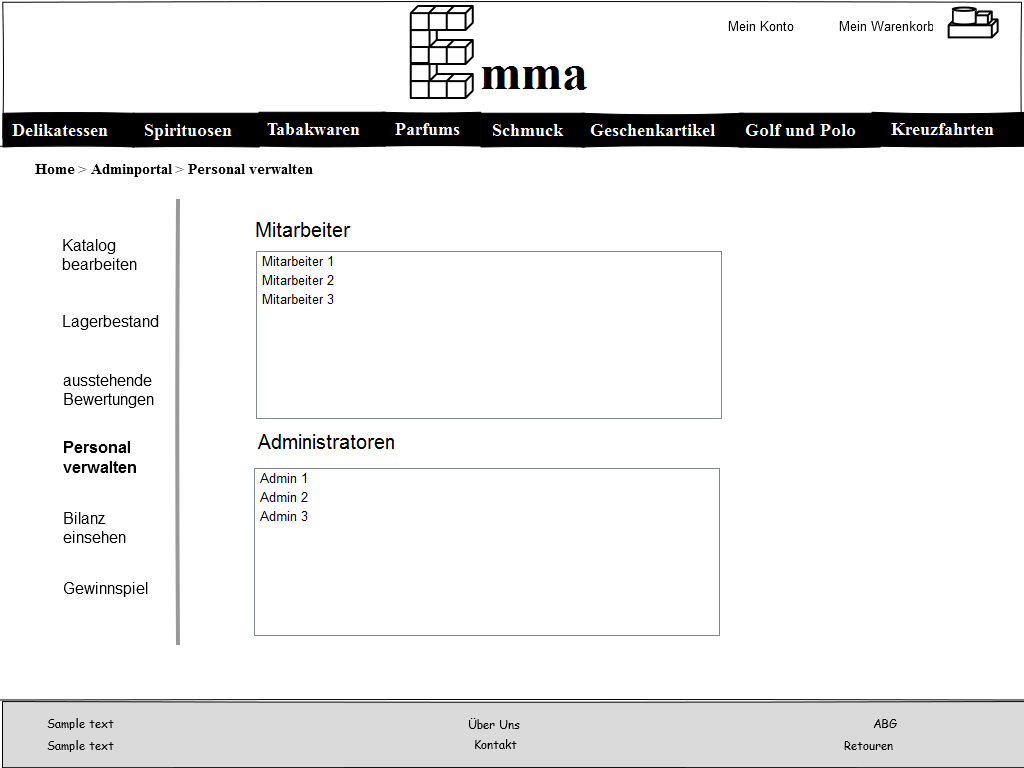 Mein Konto Mein Warenkorb
Emma
Delikatessen Spirituosen Tabakwaren Parfums Schmuck Geschenkartikel Golf und Polo Kreuzfahrten
Home > Adminportal > Personal verwalten
Katalog
bearbeiten
Lagerbestand
ausstehende
Bewertungen
Personal
verwalten
Bilanz
einsehen
Gewinnspiel
Mitarbeiter
Mitarbeiter 1
Mitarbeiter 2
Mitarbeiter 3
Administratoren
Admin 1
Admin 2
Admin 3
Sample text Über Uns ABG
Sample text Kontakt Retouren